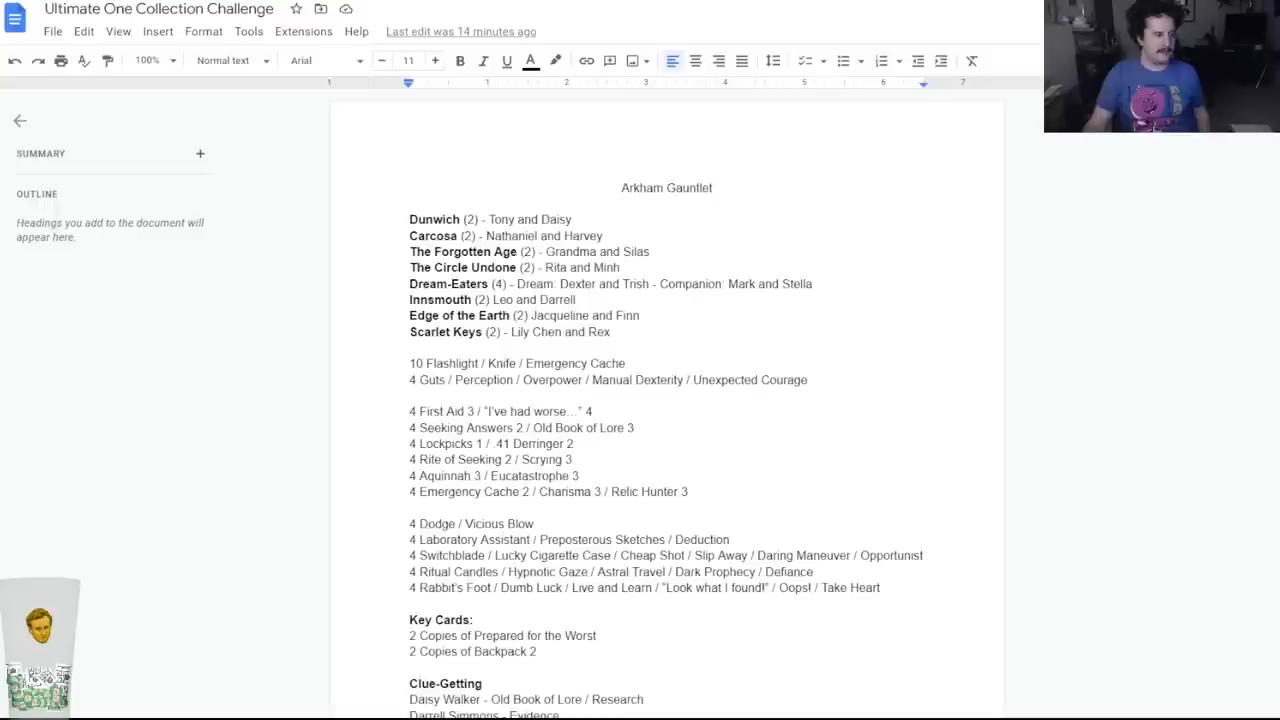 Ultimate One Collection Challenge
File Edit View Insert Format Tools Extensions Help Last edit was 14 minutes ago
100% Normal text Arial 11
1 1 2 3 4 5 6 7
SUMMARY
OUTLINE
Headings you add to the document will
appear here.
Arkham Gauntlet
Dunwich (2) - Tony and Daisy
Carcosa (2) - Nathaniel and Harvey
The Forgotten Age (2) - Grandma and Silas
The Circle Undone (2) - Rita and Minh
Dream-Eaters (4) - Dream: Dexter and Trish - Companion: Mark and Stella
Innsmouth (2) Leo and Darrell
Edge of the Earth (2) Jacqueline and Finn
Scarlet Keys (2) - Lily Chen and Rex
10 Flashlight / Knife / Emergency Cache
4 Guts / Perception / Overpower / Manual Dexterity / Unexpected Courage
4 First Aid 3 / “I’ve had worse…” 4
4 Seeking Answers 2 / Old Book of Lore 3
4 Lockpicks 1 / .41 Derringer 2
4 Rite of Seeking 2 / Scrying 3
4 Aquinnah 3 / Eucatastrophe 3
4 Emergency Cache 2 / Charisma 3 / Relic Hunter 3
4 Dodge / Vicious Blow
4 Laboratory Assistant / Preposterous Sketches / Deduction
4 Switchblade / Lucky Cigarette Case / Cheap Shot / Slip Away / Daring Maneuver / Opportunist
4 Ritual Candles / Hypnotic Gaze / Astral Travel / Dark Prophecy / Defiance
4 Rabbit’s Foot / Dumb Luck / Live and Learn / “Look what I found!” / Oops! / Take Heart
Key Cards:
2 Copies of Prepared for the Worst
2 Copies of Backpack 2
Clue-Getting
Daisy Walker - Old Book of Lore / Research
Darrell Simmons - Evidence